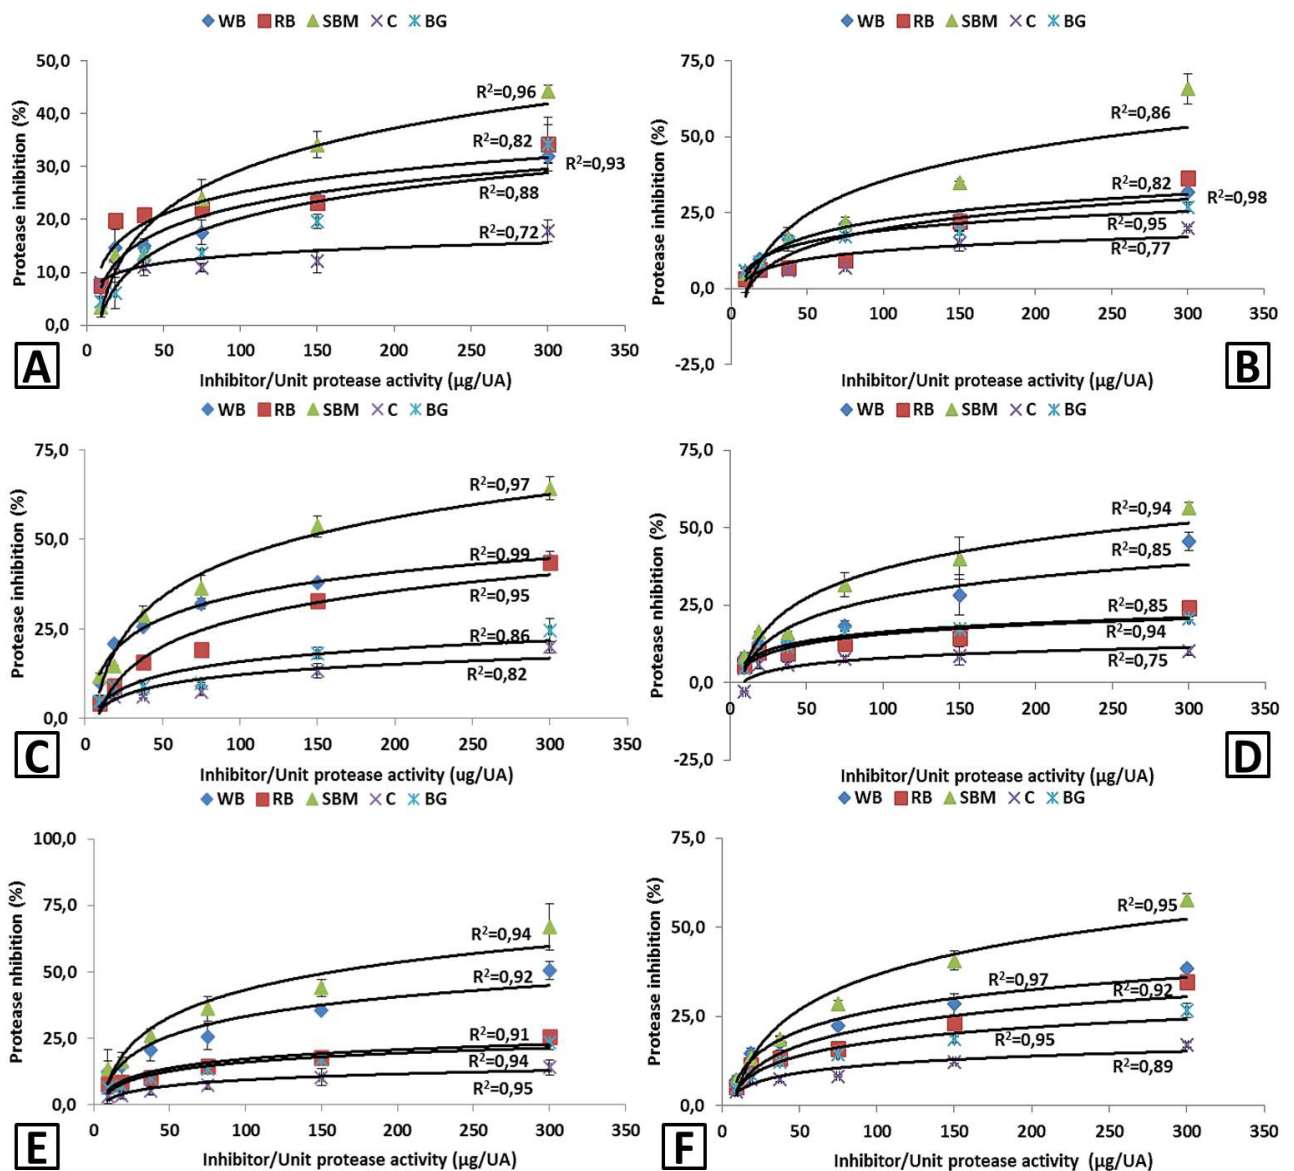 WB RB SBM C BG
Protease inhibition (%)
50,0
40,0
30,0
20,0
10,0
0,0
R²=0,96
R²=0,82
R²=0,93
R²=0,88
R²=0,72
0 50 100 150 200 250 300 350
Inhibitor/Unit protease activity (µg/UA)
A
WB RB SBM C BG
Protease inhibition (%)
75,0
50,0
25,0
0,0
-25,0
R²=0,86
R²=0,82
R²=0,98
R²=0,95
R²=0,77
0 50 100 150 200 250 300 350
Inhibitor/Unit protease activity (µg/UA)
B
WB RB SBM C BG
Protease inhibition (%)
75,0
50,0
25,0
0,0
R²=0,97
R²=0,99
R²=0,95
R²=0,86
R²=0,82
0 50 100 150 200 250 300 350
Inhibitor/Unit protease activity (ug/UA)
C
WB RB SBM C BG
Protease nhibition (%)
75,0
50,0
25,0
0,0
-25,0
R²=0,94
R²=0,85
R²=0,85
R²=0,94
R²=0,75
0 50 100 150 200 250 300 350
Inhibitor/Unit protease activity (µg/UA)
D
WB RB SBM C BG
Protease nhibition (%)
100,0
75,0
50,0
25,0
0,0
R²=0,94
R²=0,92
R²=0,91
R²=0,94
R²=0,95
0 50 100 150 200 250 300 350
Inhibitor/Unit protease activity (µg/UA)
E
WB RB SBM C BG
Protease inhibition (%)
75,0
50,0
25,0
0,0
R²=0,95
R²=0,97
R²=0,92
R²=0,95
R²=0,89
0 50 100 150 200 250 300 350
Inhibitor/Unit protease activity (µg/UA)
F